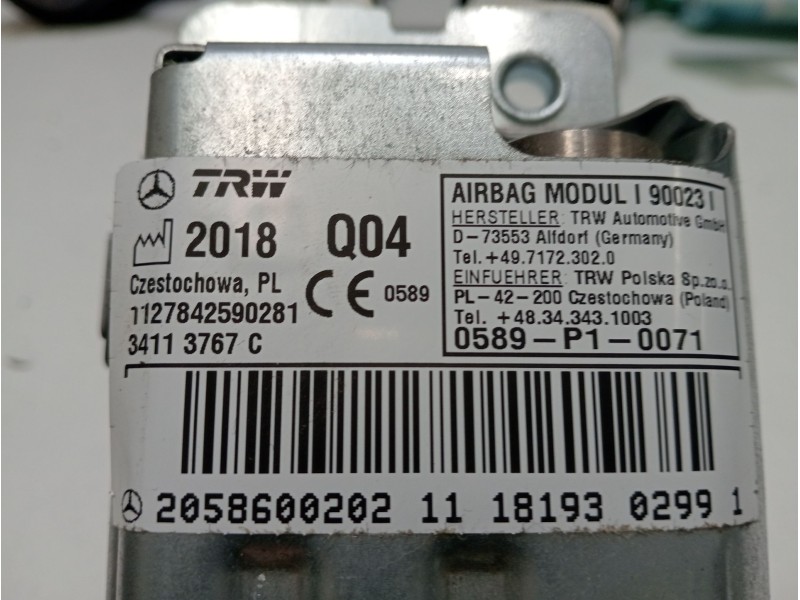 TRW
2018 Q04
Czestochowa, PL
1127842590281
3411 3767 C
CE 0589
AIRBAG MODUL I 90023 I
HERSTELLER: TRW Automotive GmbH
D-73553 Alfdorf (Germany)
Tel.+49.7172.302.0
EINFUEHRER: TRW Polska Sp.zo.o.
PL-42-200 Czestochowa (Poland)
Tel. +48.34.343.1003
0589-P1-0071
2058600202 11 18193 0299 1